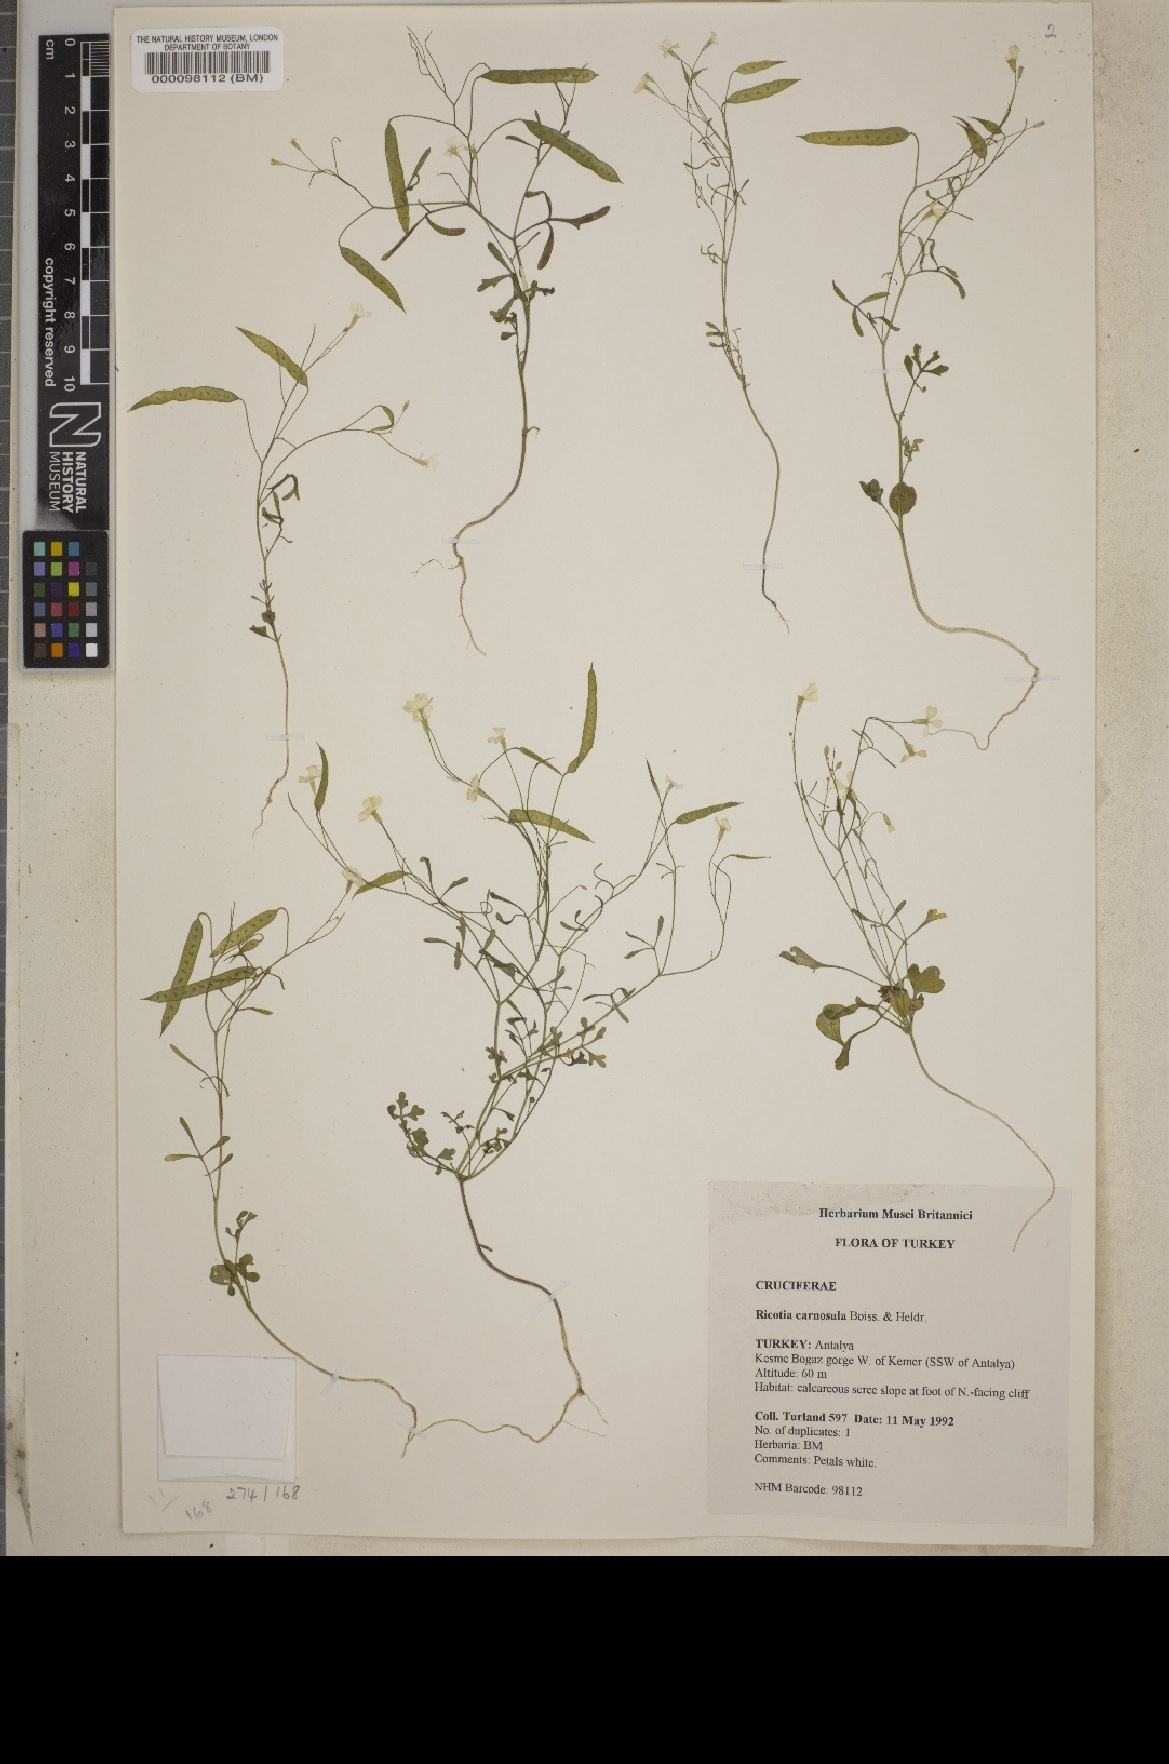 THE NATURAL HISTORY MUSEUM, LONDON
DEPARTMENT OF BOTANY
000098112 (BM)
2
cm 0 1 2 3 4 5 6 7 8 9 10
copyright reserved
N
NATURAL
HISTORY
MUSEUM
Herbarium Musei Britannici
FLORA OF TURKEY
CRUCIFERAE
Ricotia carnosula Boiss. & Heldr.
TURKEY: Antalya
Kesme Bogaz gorge W. of Kemer (SSW of Antalya)
Altitude: 60 m
Habitat: calcareous scree slope at foot of N.-facing cliff
Coll. Turland 597 Date: 11 May 1992
No. of duplicates: 1
Herbaria: BM
Comments: Petals white.
NHM Barcode: 98112
274 / 168
168